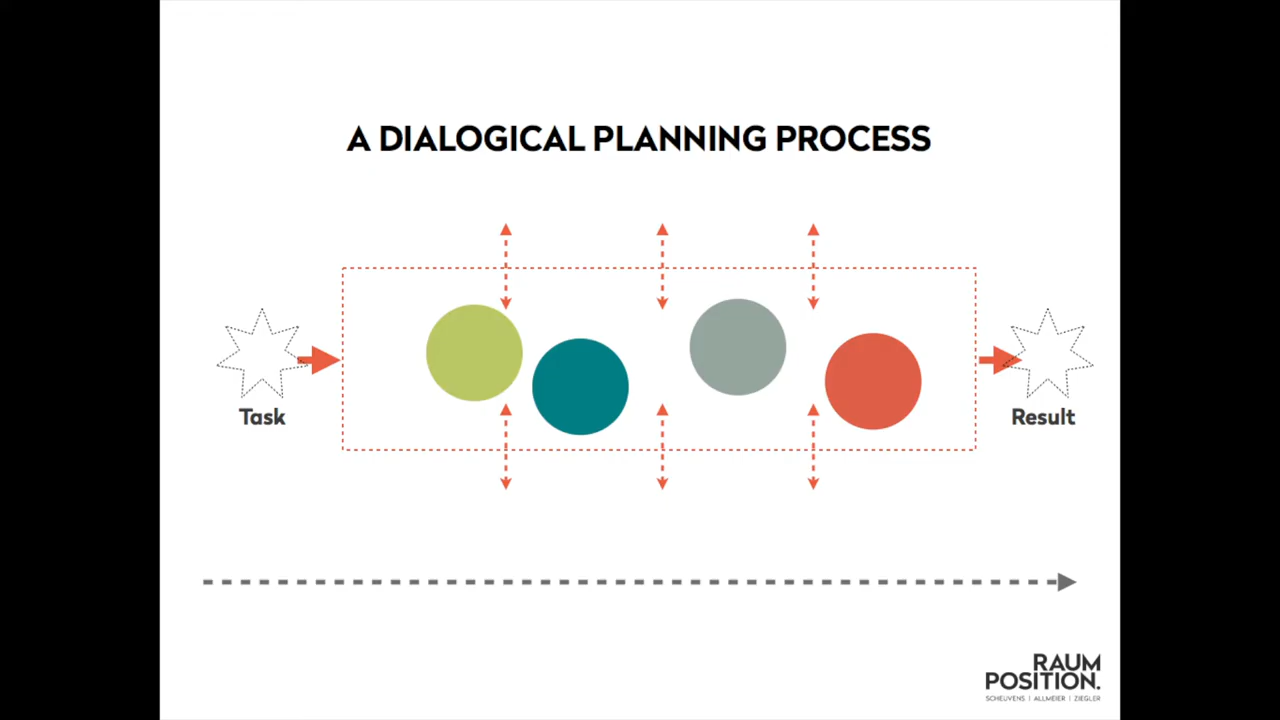 A DIALOGICAL PLANNING PROCESS
Task
Result
RAUM
POSITION.
SCHEUVENS | ALLMEIER | ZIEGLER